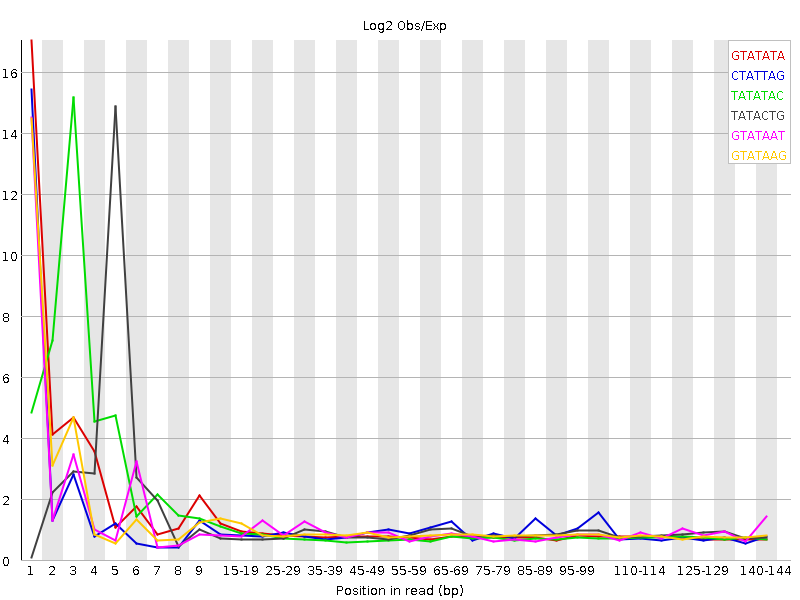 Log2 Obs/Exp
GTATATA
CTATTAG
TATATAC
TATACTG
GTATAAT
GTATAAG
16
14
12
10
8
6
4
2
0
1 2 3 4 5 6 7 8 9 15-19 25-29 35-39 45-49 55-59 65-69 75-79 85-89 95-99 110-114 125-129 140-144
Position in read (bp)